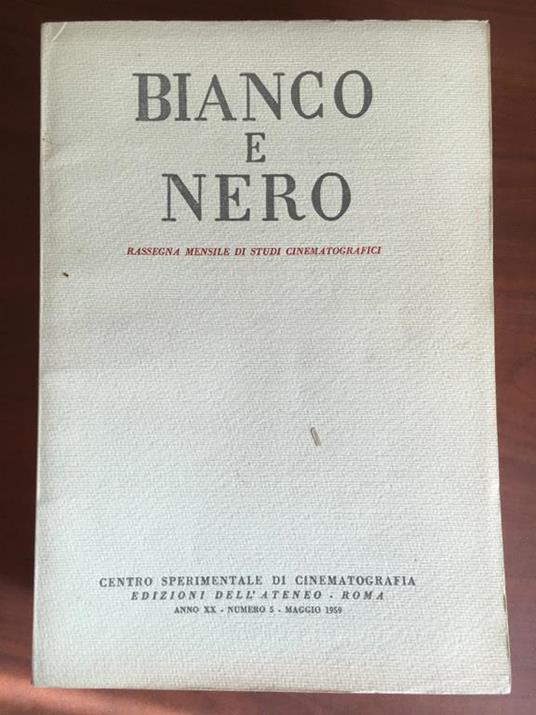 BIANCO
E
NERO
RASSEGNA MENSILE DI STUDI CINEMATOGRAFICI
CENTRO SPERIMENTALE DI CINEMATOGRAFIA
EDIZIONI DELL'ATENEO - ROMA
ANNO XX - NUMERO 5 - MAGGIO 1959